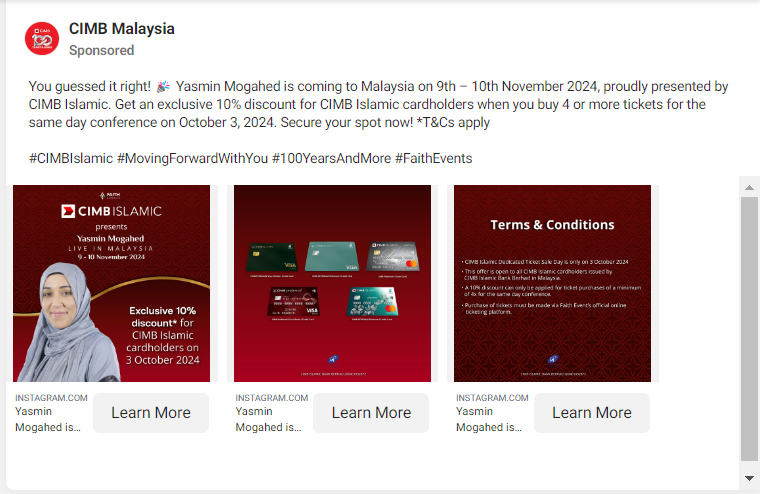 CIMB
100
CIMB Malaysia
Sponsored
You guessed it right! 🎉 Yasmin Mogahed is coming to Malaysia on 9th – 10th November 2024, proudly presented by
CIMB Islamic. Get an exclusive 10% discount for CIMB Islamic cardholders when you buy 4 or more tickets for the
same day conference on October 3, 2024. Secure your spot now! *T&Cs apply
#CIMBIslamic #MovingForwardWithYou #100YearsAndMore #FaithEvents
FAITH
CIMB ISLAMIC
presents
Yasmin Mogahed
LIVE IN MALAYSIA
9 - 10 November 2024
Exclusive 10%
discount* for
CIMB Islamic
cardholders on
3 October 2024
INSTAGRAM.COM
Yasmin
Mogahed is...
Learn More
VISA
VISA
VISA
INSTAGRAM.COM
Yasmin
Mogahed is...
Learn More
Terms & Conditions
• CIMB Islamic Dedicated Ticket Sale Day is only on 3 October 2024
• This offer is open to all CIMB Islamic cardholders issued by
CIMB Islamic Bank Berhad in Malaysia.
• A 10% discount can only be applied for ticket purchases of a minimum
of 4x for the same day conference.
• Purchase of tickets must be made via Faith Event's official online
ticketing platform.
INSTAGRAM.COM
Yasmin
Mogahed is...
Learn More